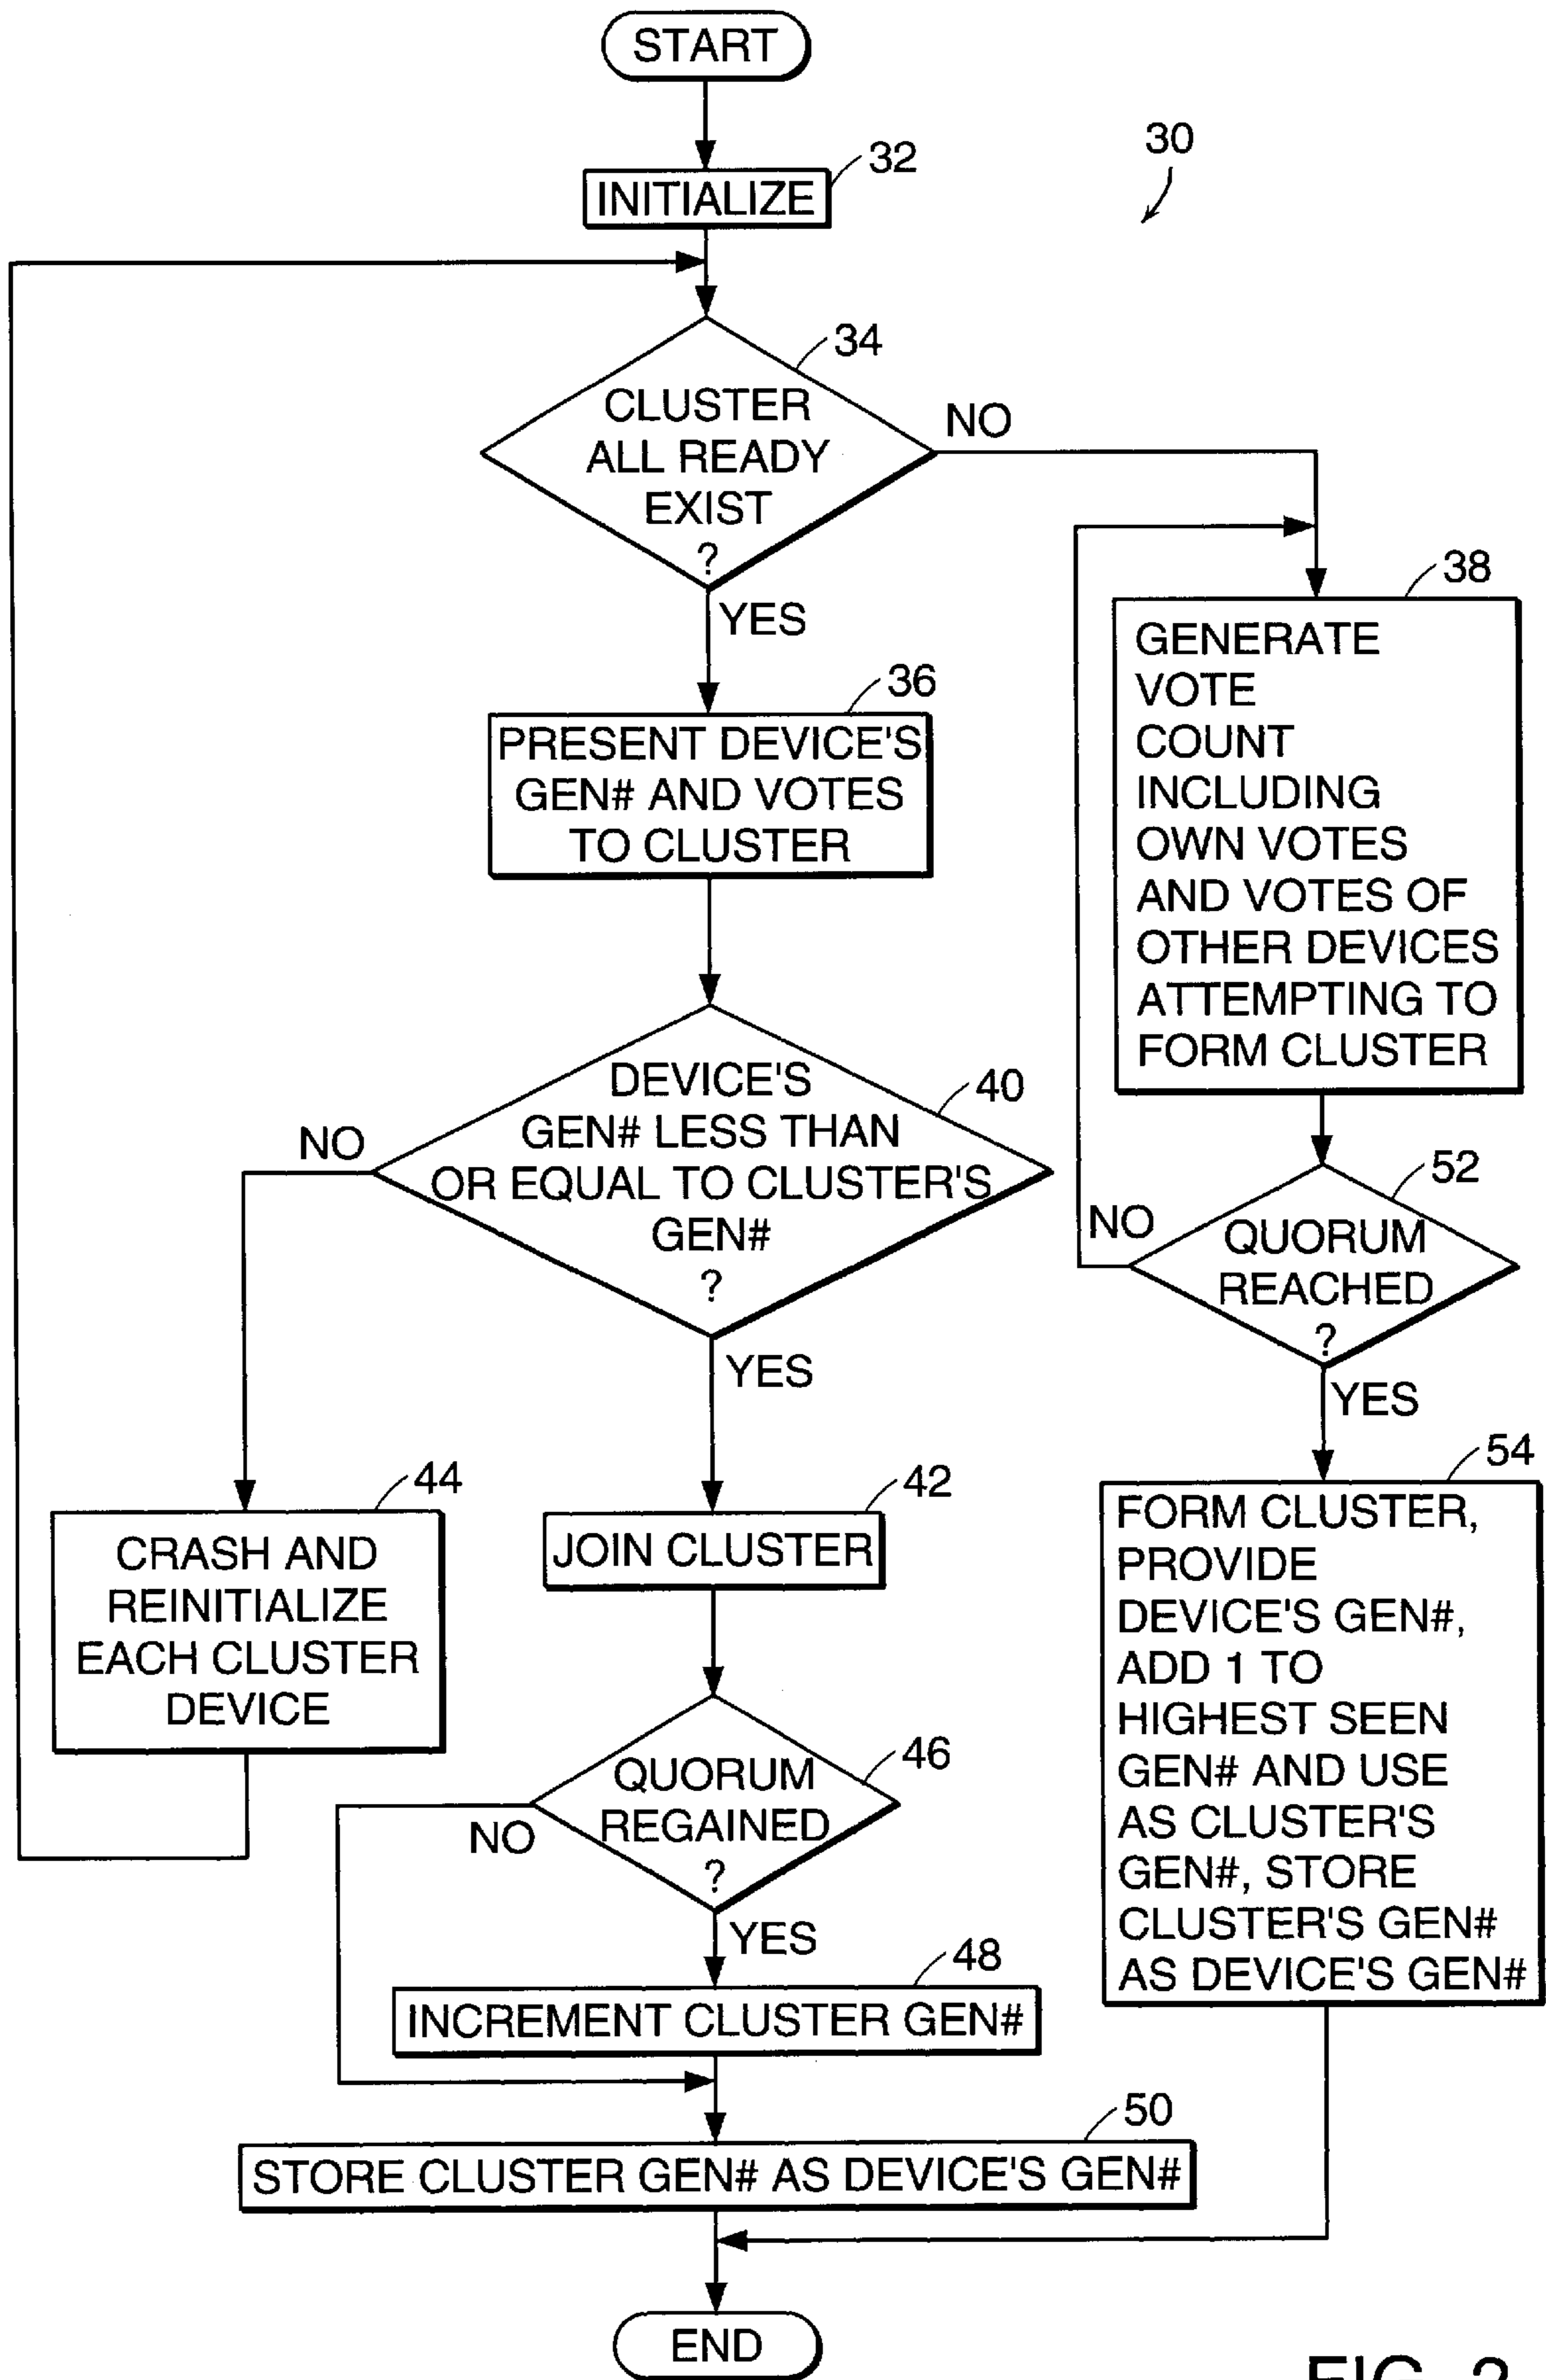 START
32
INITIALIZE
30
34
CLUSTER
ALL READY
EXIST
?
NO
YES
36
PRESENT DEVICE'S
GEN# AND VOTES
TO CLUSTER
38
GENERATE
VOTE
COUNT
INCLUDING
OWN VOTES
AND VOTES OF
OTHER DEVICES
ATTEMPTING TO
FORM CLUSTER
40
DEVICE'S
GEN# LESS THAN
OR EQUAL TO CLUSTER'S
GEN#
?
NO
YES
52
QUORUM
REACHED
?
NO
YES
44
CRASH AND
REINITIALIZE
EACH CLUSTER
DEVICE
42
JOIN CLUSTER
54
FORM CLUSTER,
PROVIDE
DEVICE'S GEN#,
ADD 1 TO
HIGHEST SEEN
GEN# AND USE
AS CLUSTER'S
GEN#, STORE
CLUSTER'S GEN#
AS DEVICE'S GEN#
46
QUORUM
REGAINED
?
NO
YES
48
INCREMENT CLUSTER GEN#
50
STORE CLUSTER GEN# AS DEVICE'S GEN#
END
FIG. 2